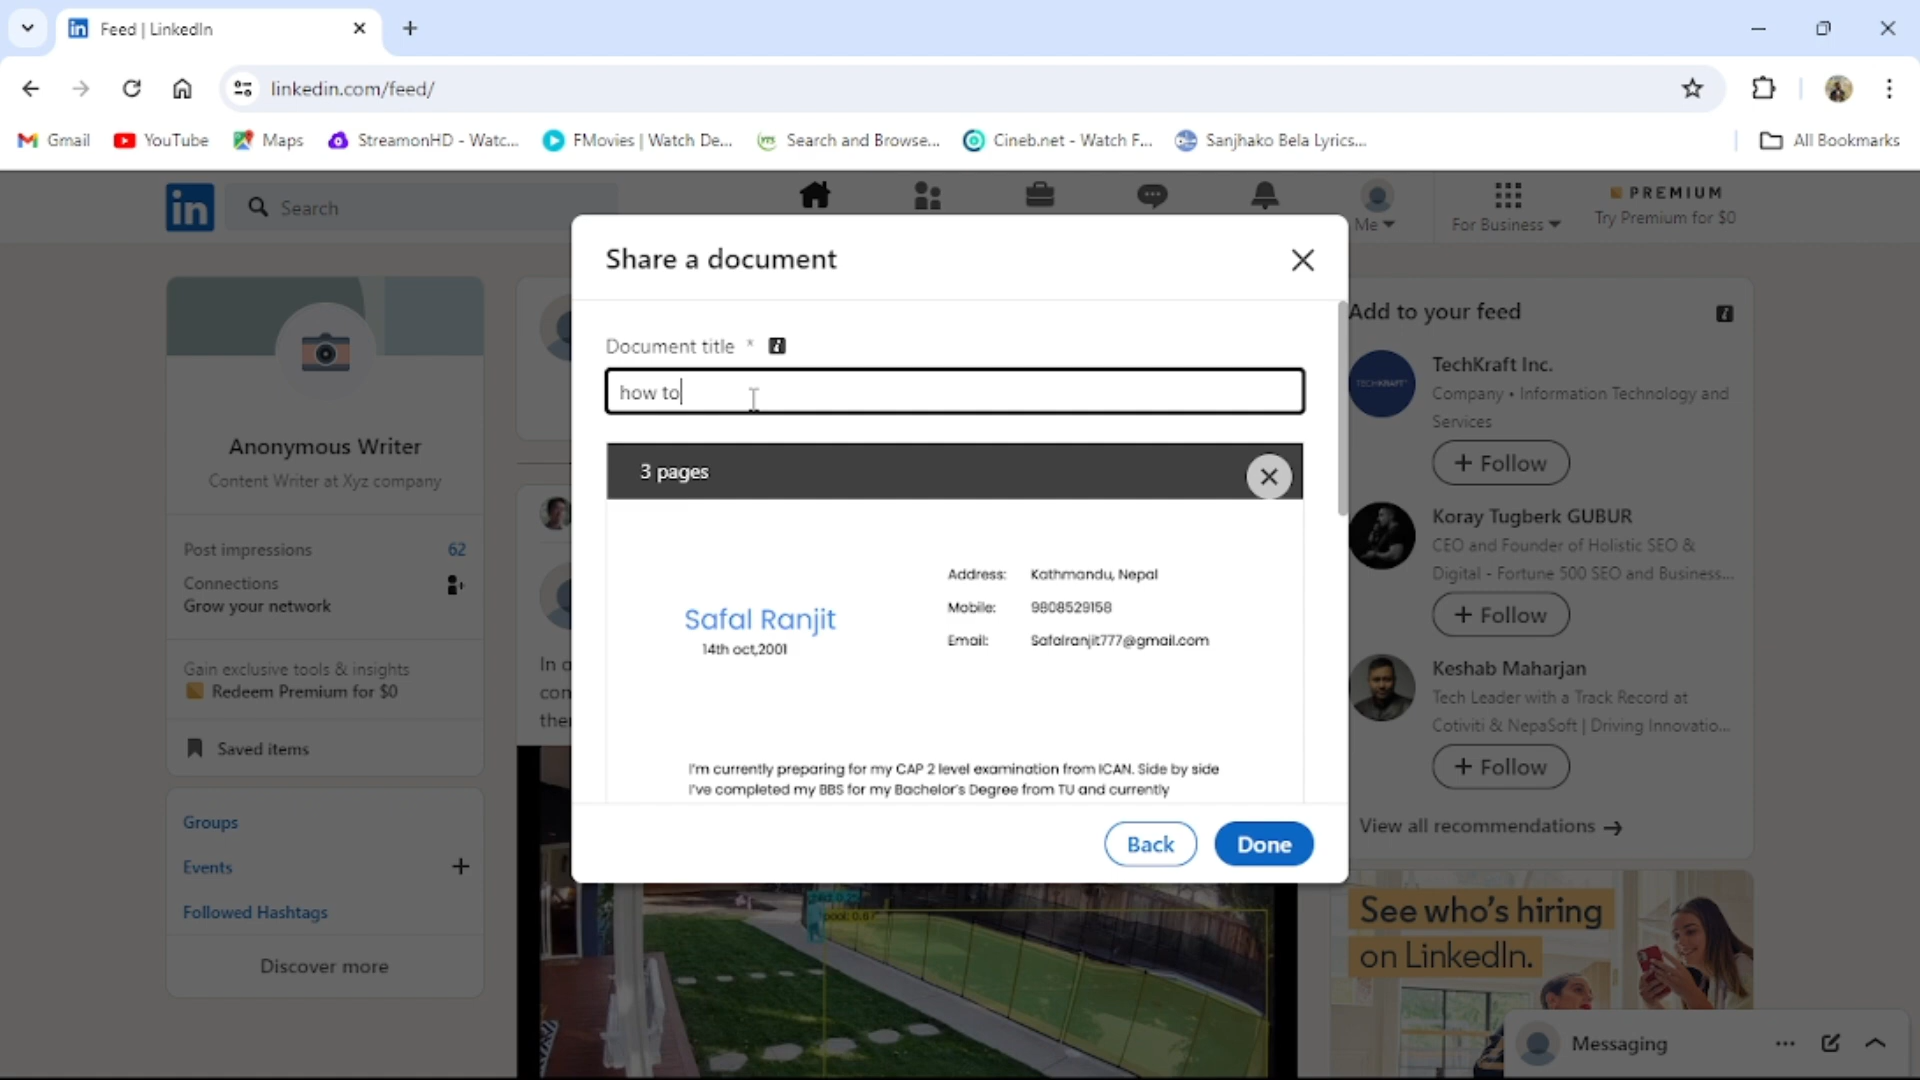 Feed | LinkedIn
linkedin.com/feed/
Gmail
YouTube
Maps
StreamonHD - Watc...
FMovies | Watch De...
Search and Browse...
Cineb.net - Watch F...
Sanjhako Bela Lyrics...
All Bookmarks
in
Search
Me
For Business
PREMIUM
Try Premium for $0
Anonymous Writer
Content Writer at Xyz company
Post impressions 62
Connections
Grow your network
Gain exclusive tools & insights
Redeem Premium for $0
Saved items
Groups
Events
Followed Hashtags
Discover more
In a
con
the
Share a document
Document title *
how to
3 pages
Safal Ranjit
14th oct,2001
Address: Kathmandu, Nepal
Mobile: 9808529158
Email: Safalranjit777@gmail.com
I'm currently preparing for my CAP 2 level examination from ICAN. Side by side
I've completed my BBS for my Bachelor's Degree from TU and currently
Back
Done
Add to your feed
TECHKRAFT
TechKraft Inc.
Company • Information Technology and
Services
+ Follow
Koray Tugberk GUBUR
CEO and Founder of Holistic SEO &
Digital - Fortune 500 SEO and Business...
+ Follow
Keshab Maharjan
Tech Leader with a Track Record at
Cotiviti & NepaSoft | Driving Innovatio...
+ Follow
View all recommendations →
See who's hiring
on LinkedIn.
Messaging